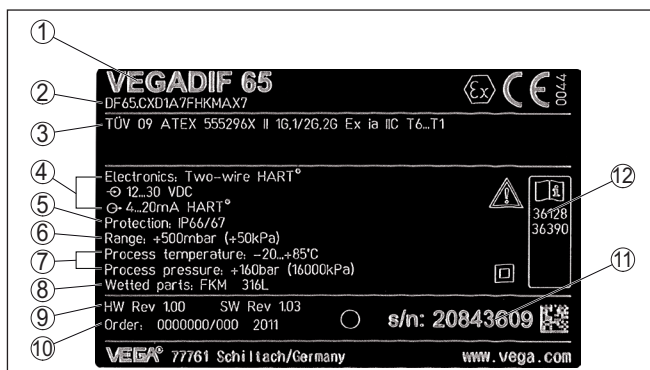 1
VEGADIF 65
2
DF65.CXD1A7FHKMAX7
0044
3
TÜV 09 ATEX 555296X II 1G,1/2G,2G Ex ia IIC T6...T1
4
Electronics: Two-wire HART®
12...30 VDC
4...20mA HART®
5
Protection: IP66/67
6
Range: +500mbar (+50kPa)
7
Process temperature: -20...+85°C
Process pressure: +160bar (16000kPa)
8
Wetted parts: FKM 316L
12
36128
36390
9
HW Rev 1.00 SW Rev 1.03
10
Order: 0000000/000 2011
11
s/n: 20843609
VEGA® 77761 Schiltach/Germany www.vega.com